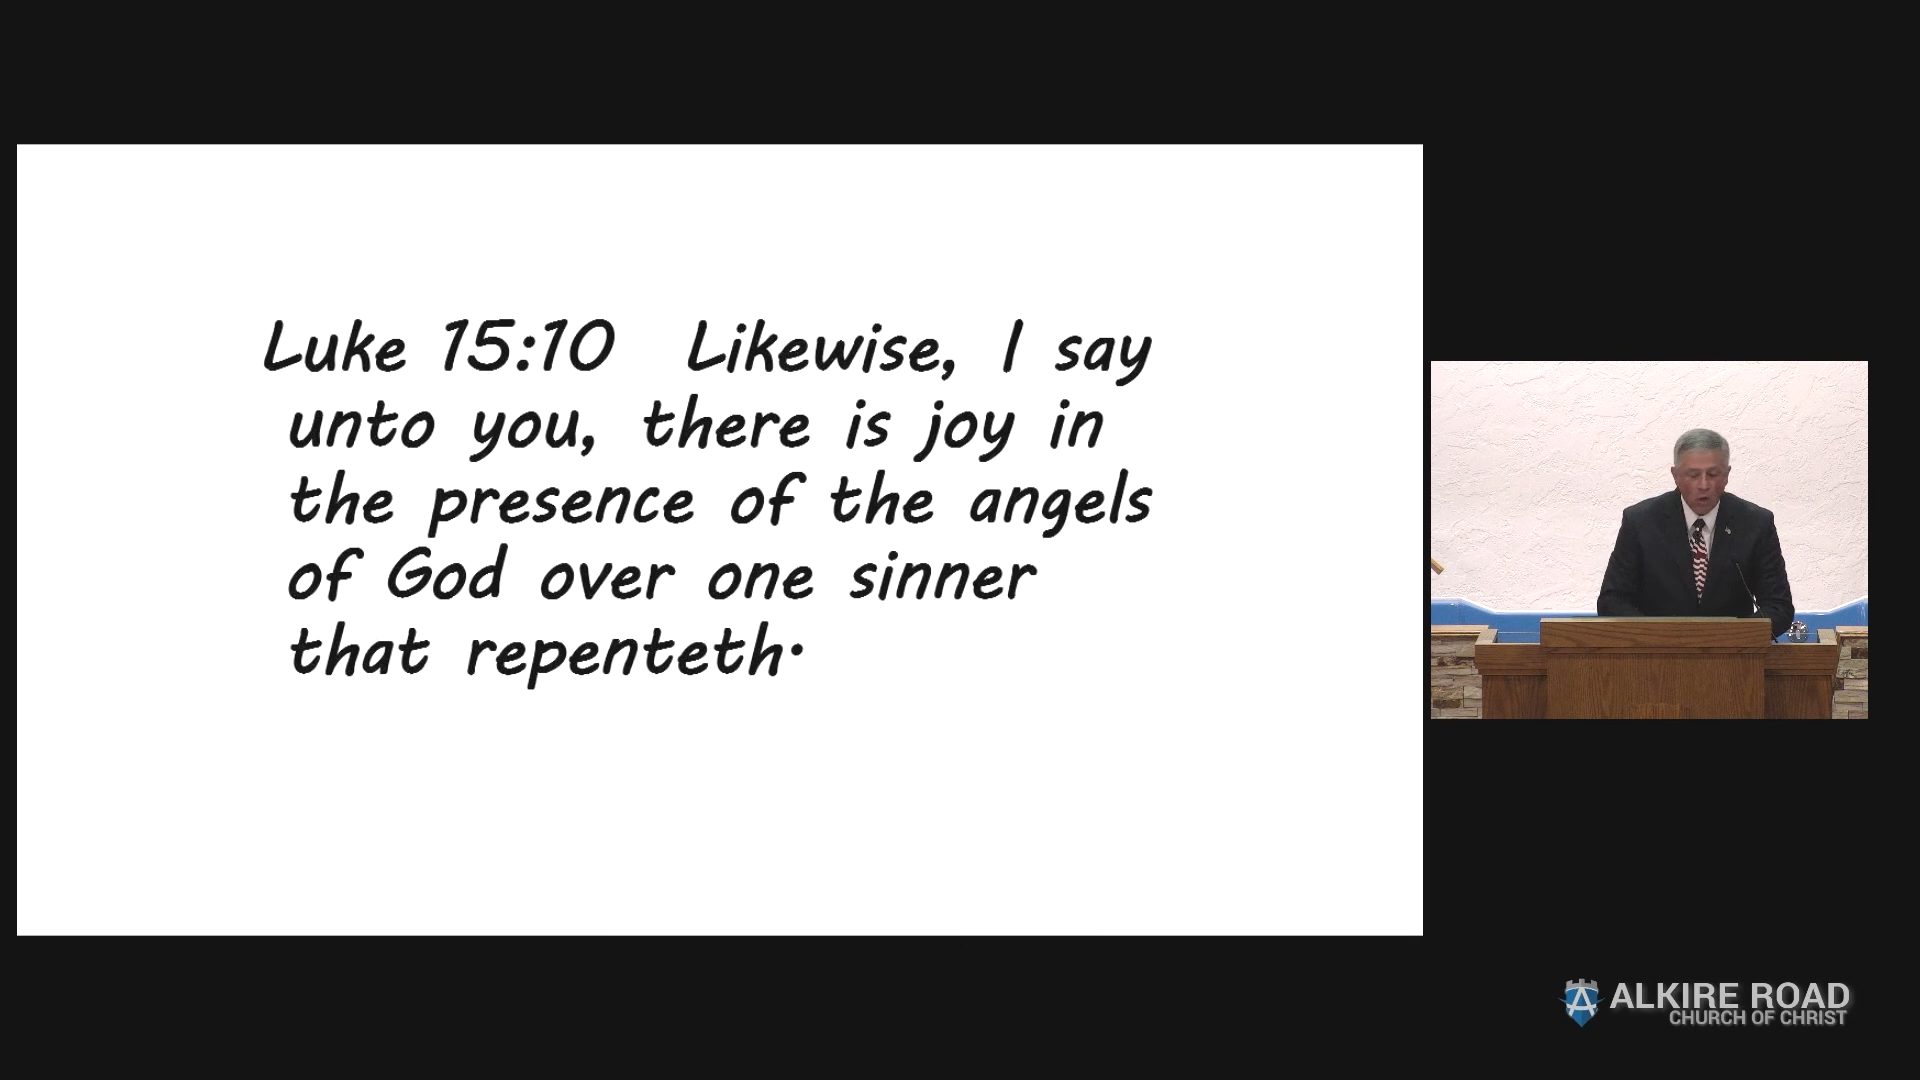 Luke 15:10 Likewise, I say
unto you, there is joy in
the presence of the angels
of God over one sinner
that repenteth.
ALKIRE ROAD
CHURCH OF CHRIST